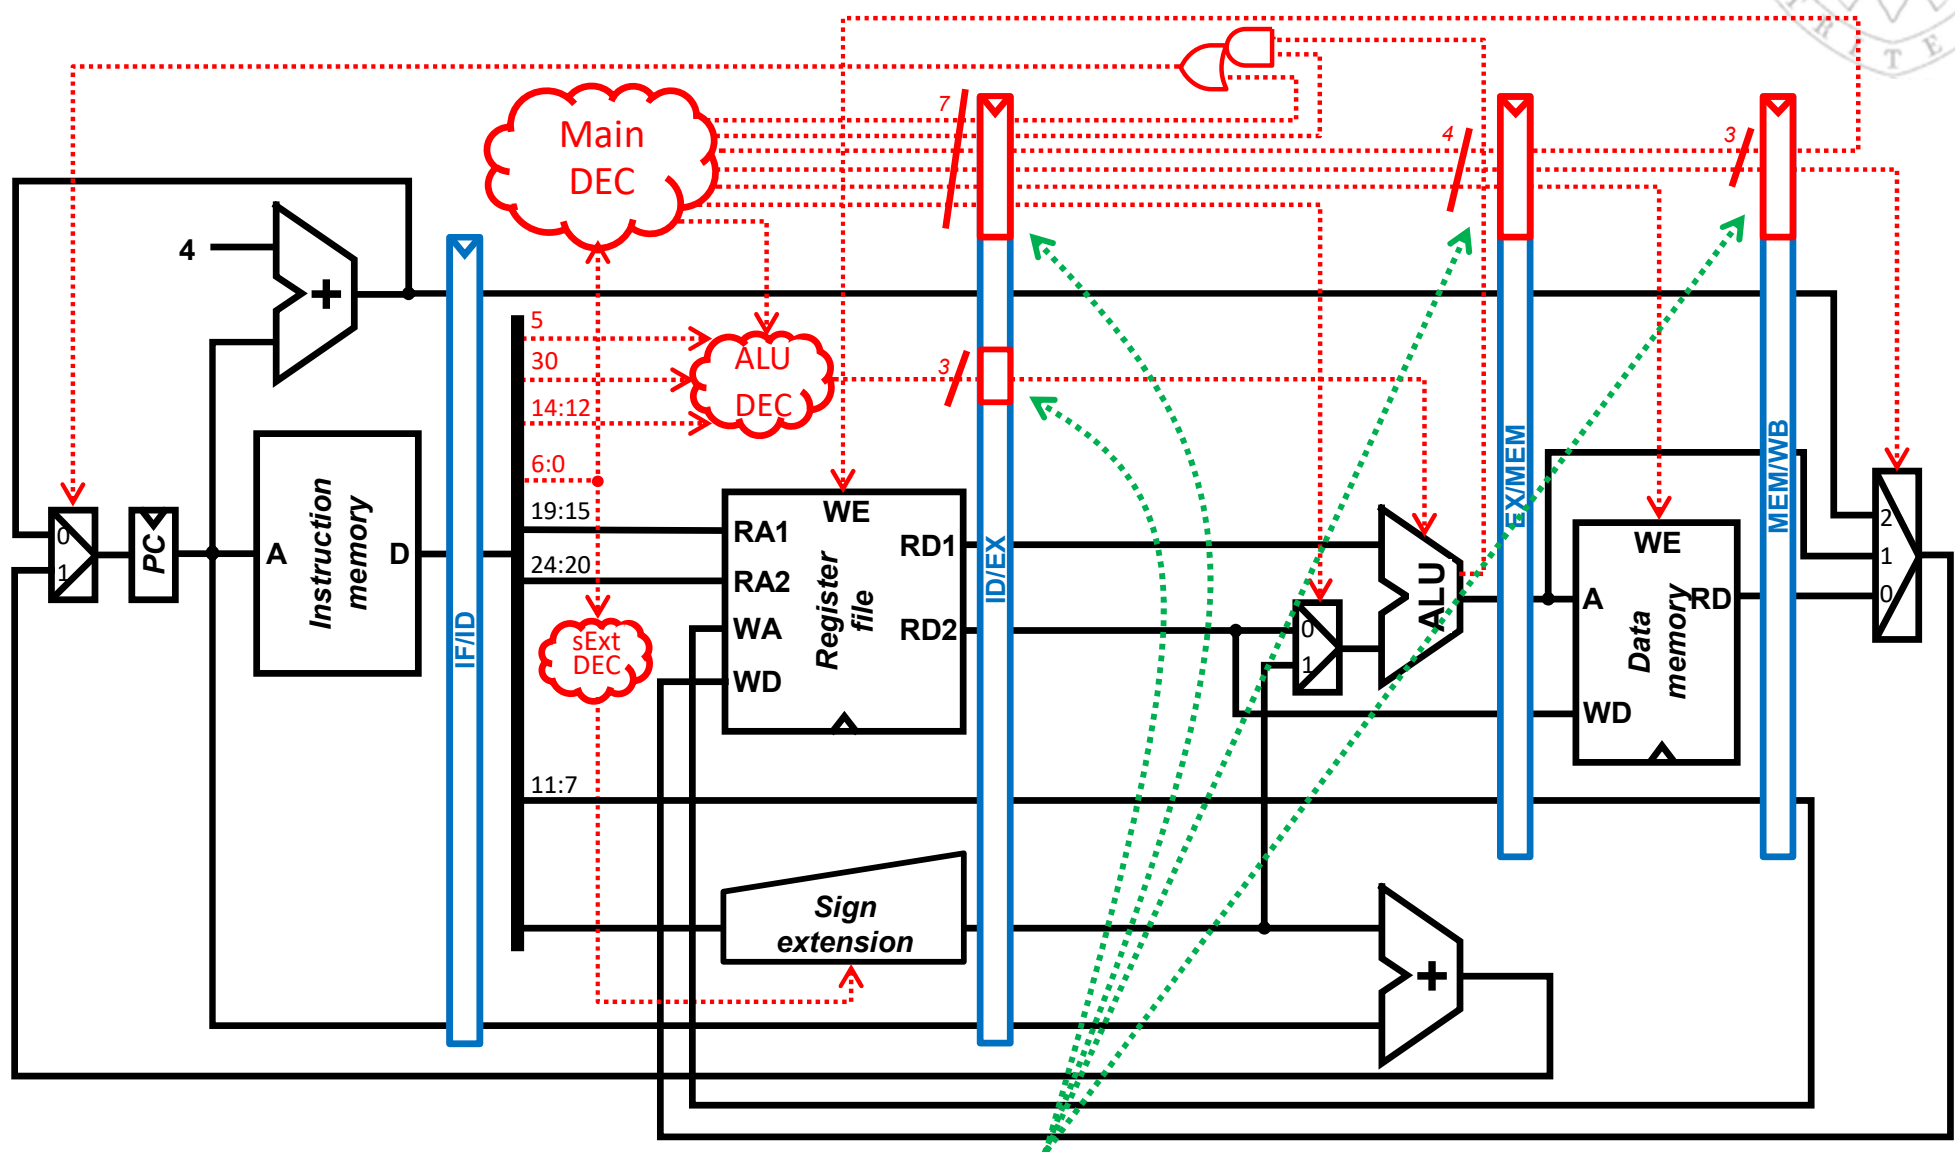 R I T E
7
4
3
Main
DEC
4
+
5
30
14:12
6:0
19:15
24:20
11:7
ALU
DEC
3
sExt
DEC
0
1
PC
A
Instruction
memory
D
IF/ID
RA1
RA2
WA
WD
WE
Register
file
RD1
RD2
ID/EX
Sign
extension
0
1
ALU
+
EX/MEM
A
WE
RD
Data
memory
WD
MEM/WB
2
1
0